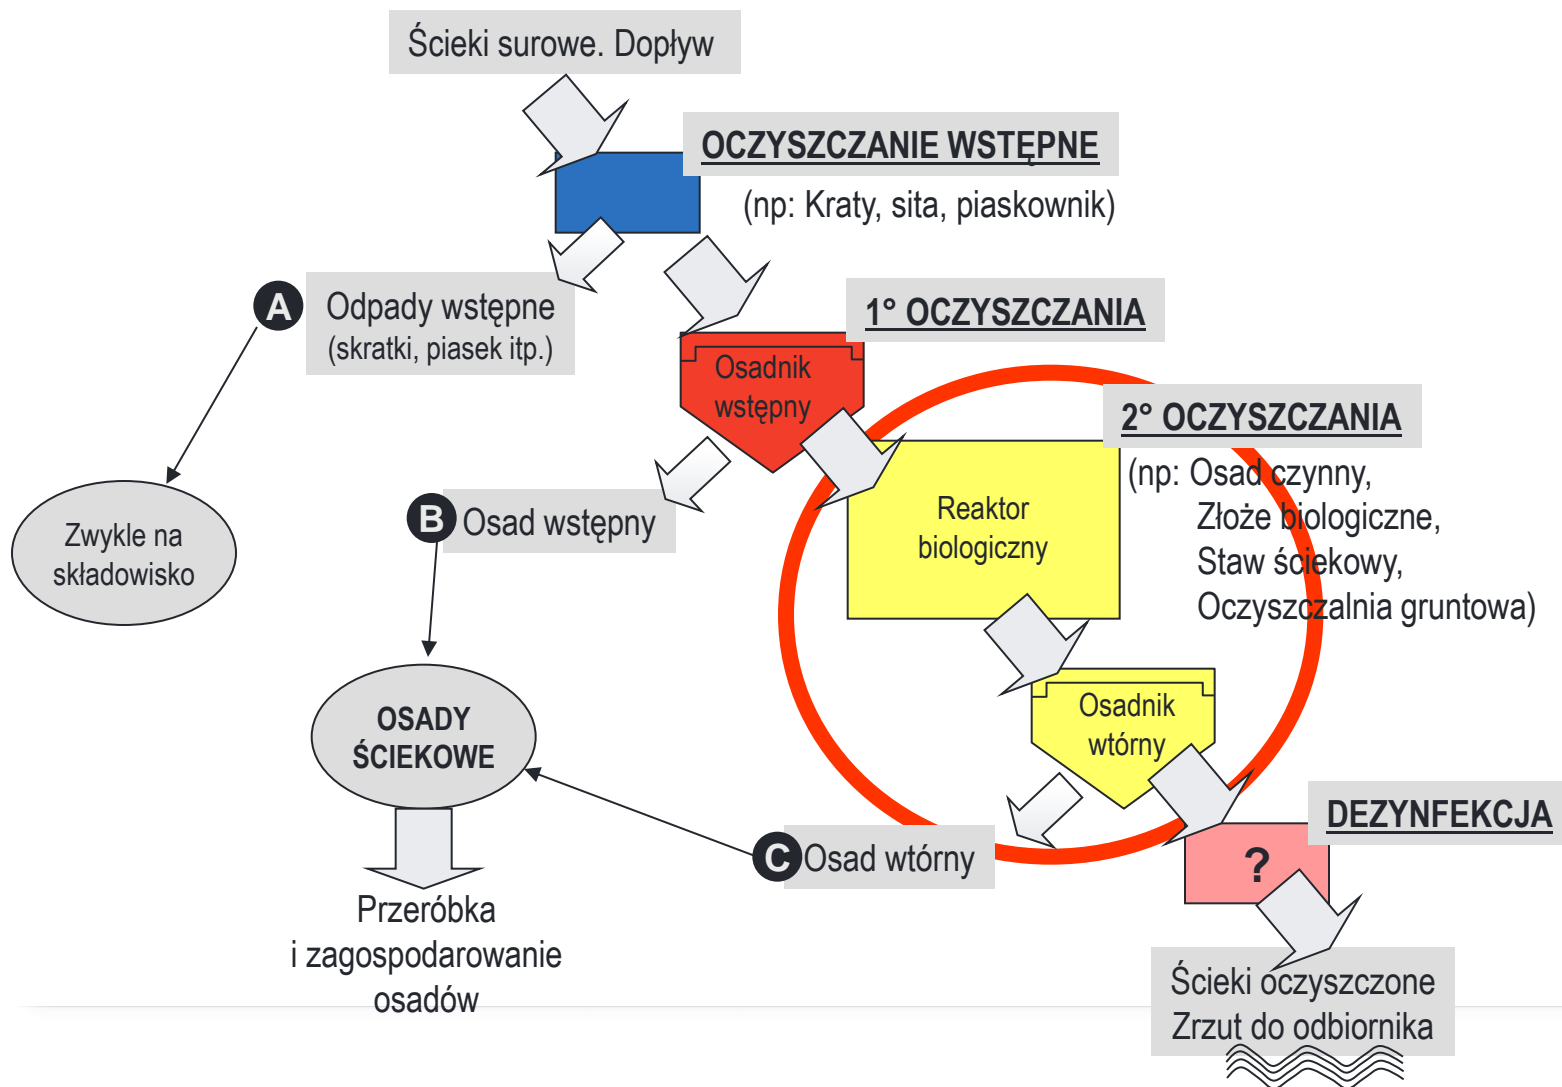 Ścieki surowe. Dopływ
OCZYSZCZANIE WSTĘPNE
(np: Kraty, sita, piaskownik)
A
Odpady wstępne
(skratki, piasek itp.)
1° OCZYSZCZANIA
Osadnik
wstępny
2° OCZYSZCZANIA
(np: Osad czynny,
Złoże biologiczne,
Staw ściekowy,
Oczyszczalnia gruntowa)
Zwykle na
składowisko
B
Osad wstępny
Reaktor
biologiczny
OSADY
ŚCIEKOWE
Osadnik
wtórny
DEZYNFEKCJA
C
Osad wtórny
?
Przeróbka
i zagospodarowanie
osadów
Ścieki oczyszczone
Zrzut do odbiornika